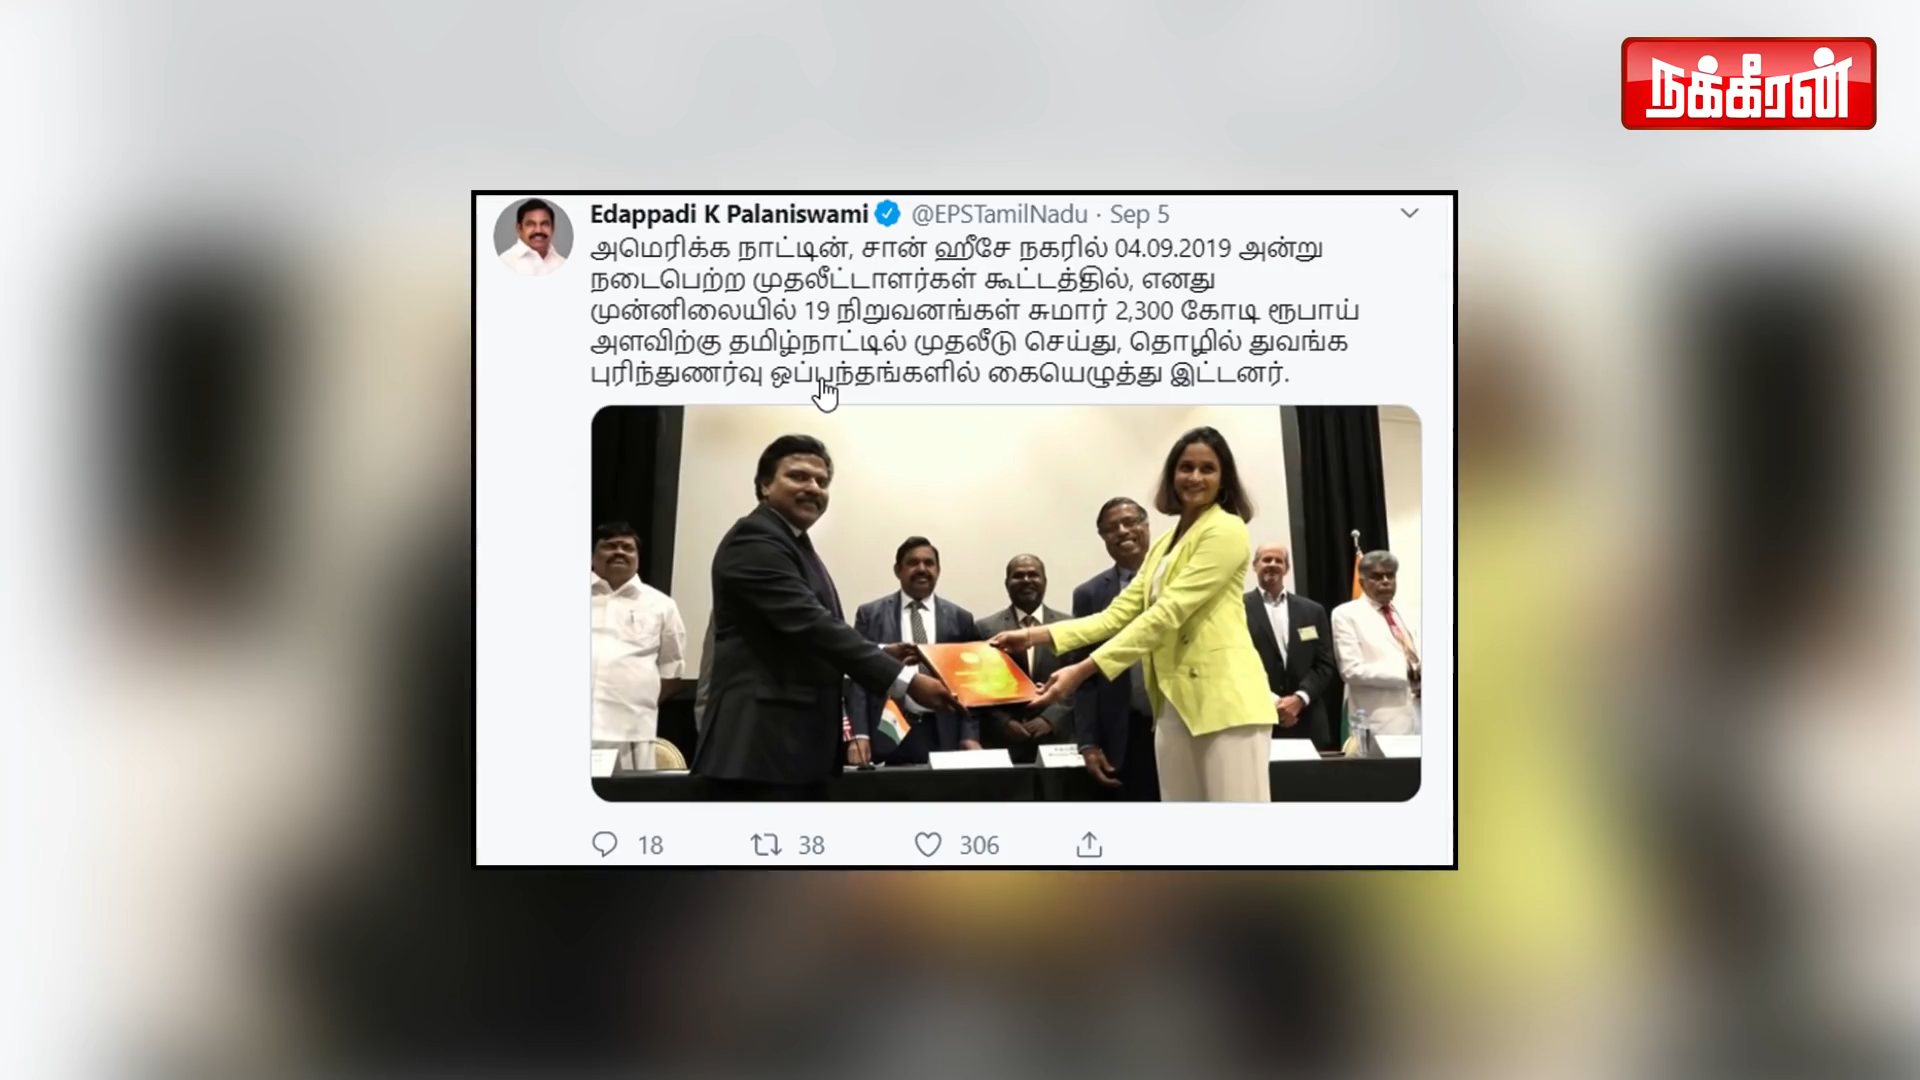 நக்கீரன்
Edappadi K Palaniswami @EPSTamilNadu · Sep 5
அமெரிக்க நாட்டின், சான் ஹீசே நகரில் 04.09.2019 அன்று
நடைபெற்ற முதலீட்டாளர்கள் கூட்டத்தில், எனது
முன்னிலையில் 19 நிறுவனங்கள் சுமார் 2,300 கோடி ரூபாய்
அளவிற்கு தமிழ்நாட்டில் முதலீடு செய்து, தொழில் துவங்க
புரிந்துணர்வு ஒப்பந்தங்களில் கையெழுத்து இட்டனர்.
18 38 306